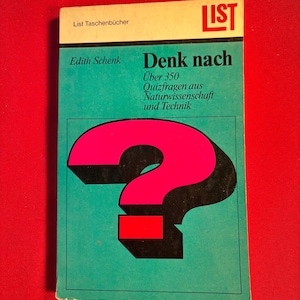 List Taschenbücher
LIST
Edith Schenk
Denk nach
Über 350
Quizfragen aus
Naturwissenschaft
und Technik
?